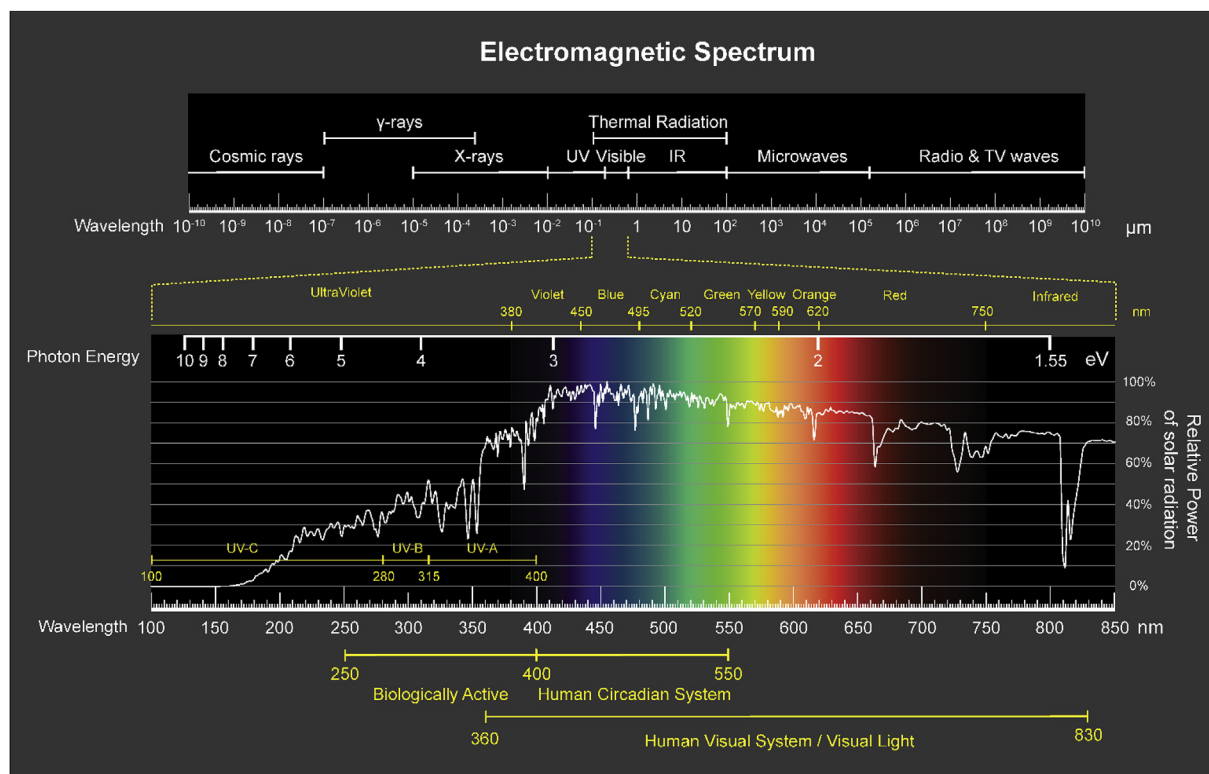 Electromagnetic Spectrum
γ-rays Thermal Radiation
Cosmic rays X-rays UV Visible IR Microwaves Radio & TV waves
Wavelength 10⁻¹⁰ 10⁻⁹ 10⁻⁸ 10⁻⁷ 10⁻⁶ 10⁻⁵ 10⁻⁴ 10⁻³ 10⁻² 10⁻¹ 1 10 10² 10³ 10⁴ 10⁵ 10⁶ 10⁷ 10⁸ 10⁹ 10¹⁰ μm
UltraViolet Violet Blue Cyan Green Yellow Orange Red Infrared
380 450 495 520 570 590 620 750 nm
Photon Energy 10 9 8 7 6 5 4 3 2 1.55 eV
100%
80%
60%
40%
20%
0%
Relative Power
of solar radiation
UV-C UV-B UV-A
100 280 315 400
Wavelength 100 150 200 250 300 350 400 450 500 550 600 650 700 750 800 850 nm
250 400 550
Biologically Active Human Circadian System
360 Human Visual System / Visual Light 830